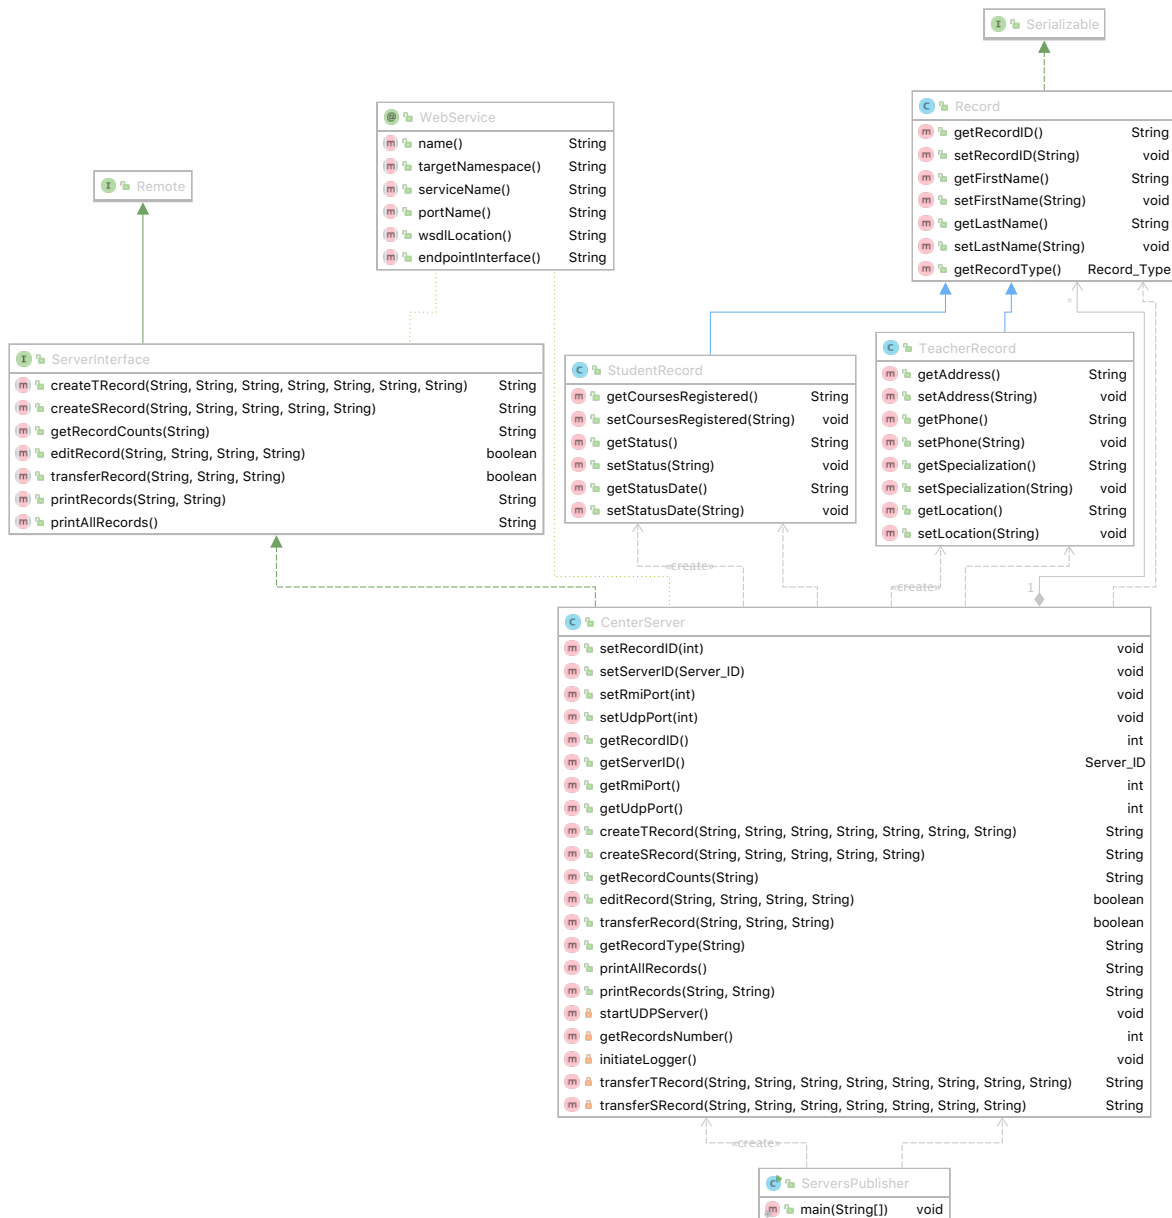 Serializable
Record
getRecordID() String
setRecordID(String) void
getFirstName() String
setFirstName(String) void
getLastName() String
setLastName(String) void
getRecordType() Record_Type
WebService
name() String
targetNamespace() String
serviceName() String
portName() String
wsdlLocation() String
endpointInterface() String
Remote
ServerInterface
createTRecord(String, String, String, String, String, String, String) String
createSRecord(String, String, String, String, String) String
getRecordCounts(String) String
editRecord(String, String, String, String) boolean
transferRecord(String, String, String) boolean
printRecords(String, String) String
printAllRecords() String
StudentRecord
getCoursesRegistered() String
setCoursesRegistered(String) void
getStatus() String
setStatus(String) void
getStatusDate() String
setStatusDate(String) void
TeacherRecord
getAddress() String
setAddress(String) void
getPhone() String
setPhone(String) void
getSpecialization() String
setSpecialization(String) void
getLocation() String
setLocation(String) void
*
«create»
«create»
1
CenterServer
setRecordID(int) void
setServerID(Server_ID) void
setRmiPort(int) void
setUdpPort(int) void
getRecordID() int
getServerID() Server_ID
getRmiPort() int
getUdpPort() int
createTRecord(String, String, String, String, String, String, String) String
createSRecord(String, String, String, String, String) String
getRecordCounts(String) String
editRecord(String, String, String, String) boolean
transferRecord(String, String, String) boolean
getRecordType(String) String
printAllRecords() String
printRecords(String, String) String
startUDPServer() void
getRecordsNumber() int
initiateLogger() void
transferTRecord(String, String, String, String, String, String, String, String) String
transferSRecord(String, String, String, String, String, String, String) String
«create»
ServersPublisher
main(String[]) void